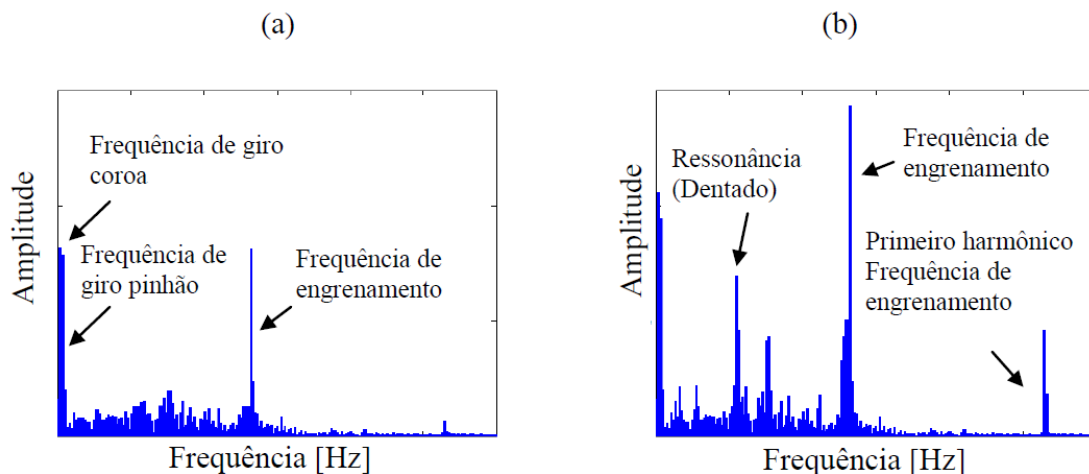 (a)
Frequência de giro
coroa
Frequência de
giro pinhão
Frequência de
engrenamento
Amplitude
Frequência [Hz]
(b)
Ressonância
(Dentado)
Frequência de
engrenamento
Primeiro harmônico
Frequência de
engrenamento
Amplitude
Frequência [Hz]